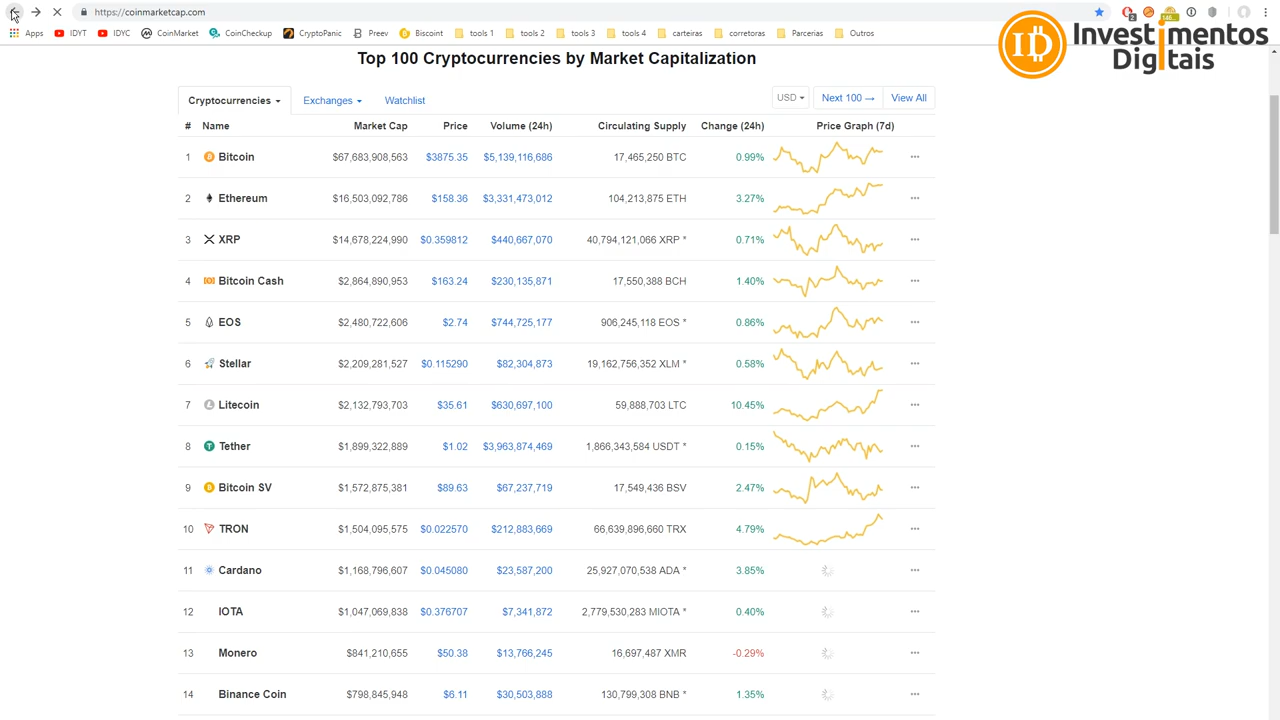 https://coinmarketcap.com
Apps IDYT IDYC CoinMarket CoinCheckup CryptoPanic Preev Biscoint tools 1 tools 2 tools 3 tools 4 carteiras corretoras Parcerias Outros
ID Investimentos
Digitais
Top 100 Cryptocurrencies by Market Capitalization
Cryptocurrencies Exchanges Watchlist USD Next 100 → View All
# Name Market Cap Price Volume (24h) Circulating Supply Change (24h) Price Graph (7d)
1 Bitcoin $67,683,908,563 $3875.35 $5,139,116,686 17,465,250 BTC 0.99%
2 Ethereum $16,503,092,786 $158.36 $3,331,473,012 104,213,875 ETH 3.27%
3 XRP $14,678,224,990 $0.359812 $440,667,070 40,794,121,066 XRP * 0.71%
4 Bitcoin Cash $2,864,890,953 $163.24 $230,135,871 17,550,388 BCH 1.40%
5 EOS $2,480,722,606 $2.74 $744,725,177 906,245,118 EOS * 0.86%
6 Stellar $2,209,281,527 $0.115290 $82,304,873 19,162,756,352 XLM * 0.58%
7 Litecoin $2,132,793,703 $35.61 $630,697,100 59,888,703 LTC 10.45%
8 Tether $1,899,322,889 $1.02 $3,963,874,469 1,866,343,584 USDT * 0.15%
9 Bitcoin SV $1,572,875,381 $89.63 $67,237,719 17,549,436 BSV 2.47%
10 TRON $1,504,095,575 $0.022570 $212,883,669 66,639,896,660 TRX 4.79%
11 Cardano $1,168,796,607 $0.045080 $23,587,200 25,927,070,538 ADA * 3.85%
12 IOTA $1,047,069,838 $0.376707 $7,341,872 2,779,530,283 MIOTA * 0.40%
13 Monero $841,210,655 $50.38 $13,766,245 16,697,487 XMR -0.29%
14 Binance Coin $798,845,948 $6.11 $30,503,888 130,799,308 BNB * 1.35%